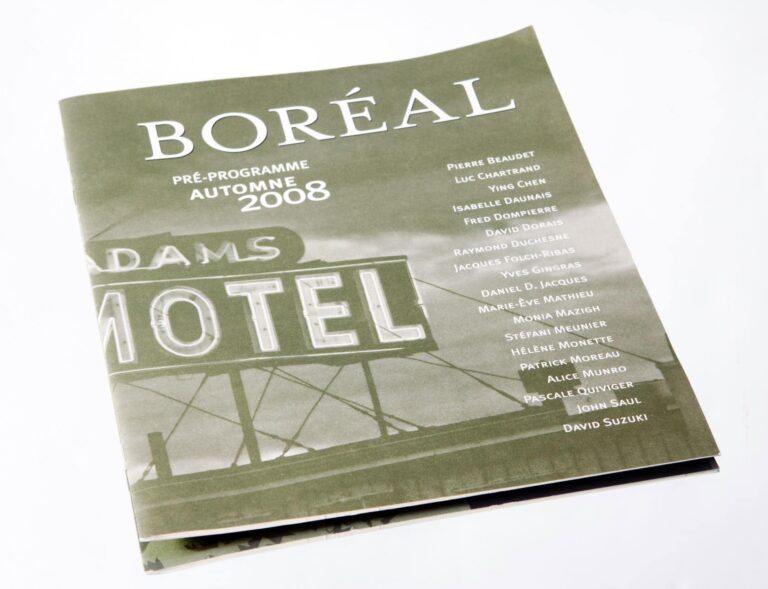 BORÉAL
PRÉ-PROGRAMME
AUTOMNE
2008
ADAMS
MOTEL
PIERRE BEAUDET
LUC CHARTRAND
YING CHEN
ISABELLE DAUNAIS
FRED DOMPIERRE
DAVID DORAIS
RAYMOND DUCHESNE
JACQUES FOLCH-RIBAS
YVES GINGRAS
DANIEL D. JACQUES
MARIE-ÈVE MATHIEU
MONIA MAZIGH
STÉFANI MEUNIER
HÉLÈNE MONETTE
PATRICK MOREAU
ALICE MUNRO
PASCALE QUIVIGER
JOHN SAUL
DAVID SUZUKI